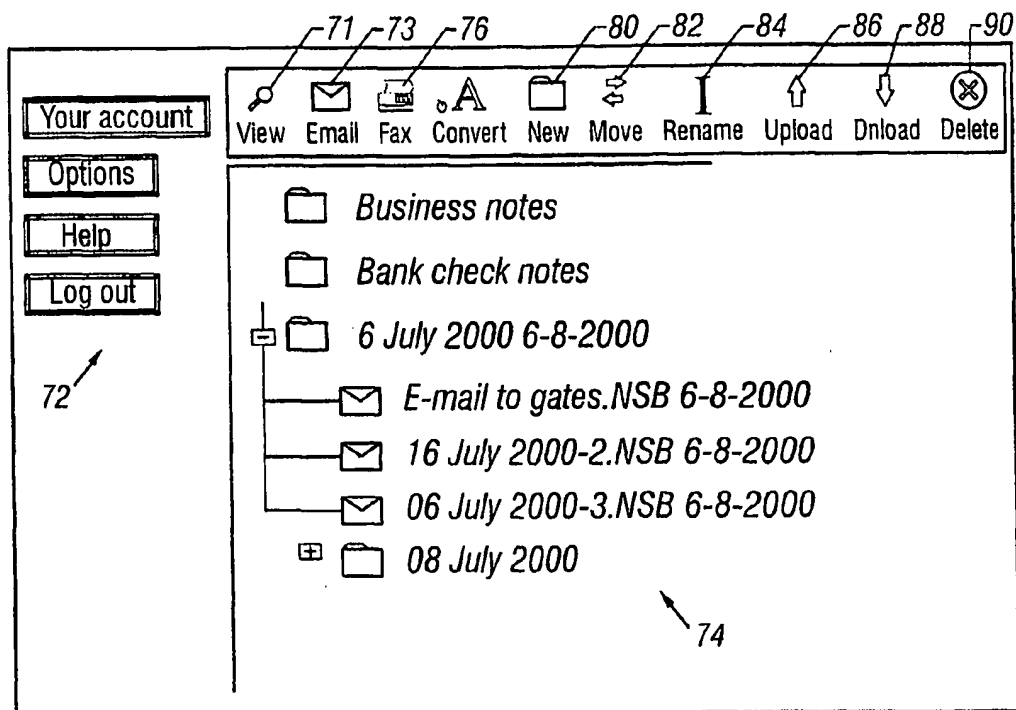 71 73 76 80 82 84 86 88 90
View Email Fax Convert New Move Rename Upload Dnload Delete
Your account
Options
Help
Log out
72
Business notes
Bank check notes
6 July 2000 6-8-2000
E-mail to gates.NSB 6-8-2000
16 July 2000-2.NSB 6-8-2000
06 July 2000-3.NSB 6-8-2000
08 July 2000
74